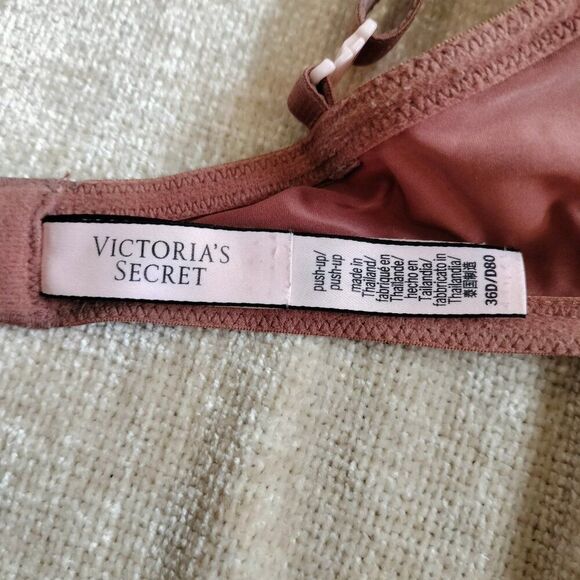 VICTORIA'S
SECRET
push-up/
push-up
made in
Thailand/
fabriqué en
Thaïlande/
hecho en
Tailandia/
fabbricato in
Thailandia/
泰国制造
36D/D80